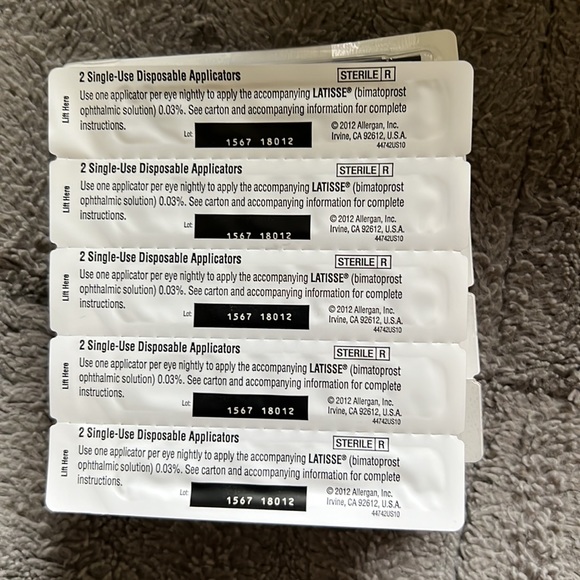 2 Single-Use Disposable Applicators STERILE R
Lift Here
Use one applicator per eye nightly to apply the accompanying LATISSE® (bimatoprost
ophthalmic solution) 0.03%. See carton and accompanying information for complete
instructions.
Lot: 1567 18012
© 2012 Allergan, Inc.
Irvine, CA 92612, U.S.A.
44742US10
2 Single-Use Disposable Applicators STERILE R
Lift Here
Use one applicator per eye nightly to apply the accompanying LATISSE® (bimatoprost
ophthalmic solution) 0.03%. See carton and accompanying information for complete
instructions.
Lot: 1567 18012
© 2012 Allergan, Inc.
Irvine, CA 92612, U.S.A.
44742US10
2 Single-Use Disposable Applicators STERILE R
Lift Here
Use one applicator per eye nightly to apply the accompanying LATISSE® (bimatoprost
ophthalmic solution) 0.03%. See carton and accompanying information for complete
instructions.
Lot: 1567 18012
© 2012 Allergan, Inc.
Irvine, CA 92612, U.S.A.
44742US10
2 Single-Use Disposable Applicators STERILE R
Lift Here
Use one applicator per eye nightly to apply the accompanying LATISSE® (bimatoprost
ophthalmic solution) 0.03%. See carton and accompanying information for complete
instructions.
Lot: 1567 18012
© 2012 Allergan, Inc.
Irvine, CA 92612, U.S.A.
44742US10
2 Single-Use Disposable Applicators STERILE R
Lift Here
Use one applicator per eye nightly to apply the accompanying LATISSE® (bimatoprost
ophthalmic solution) 0.03%. See carton and accompanying information for complete
instructions.
Lot: 1567 18012
© 2012 Allergan, Inc.
Irvine, CA 92612, U.S.A.
44742US10